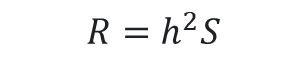 R = h²S